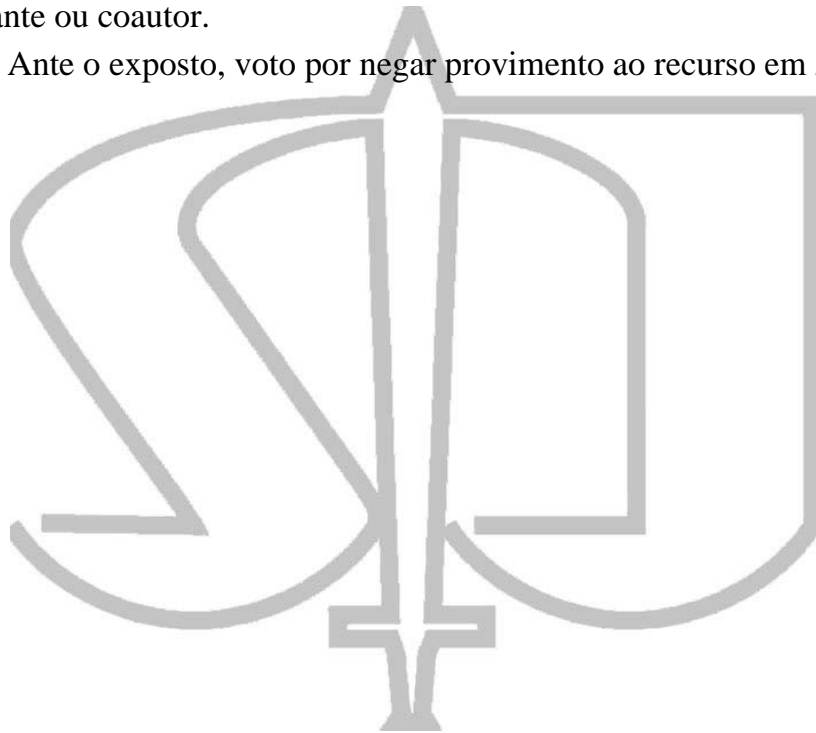 ante ou coautor.
Ante o exposto, voto por negar provimento ao recurso em